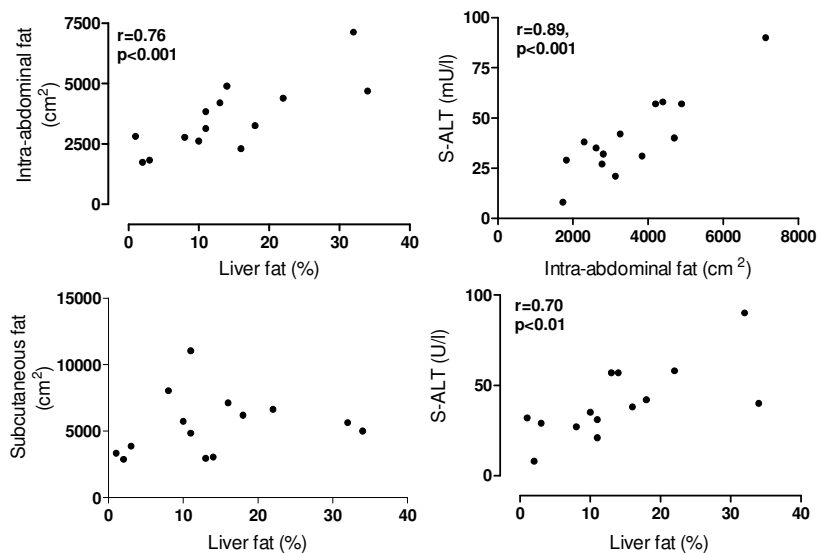 r=0.76
p<0.001
7500
5000
2500
0
Intra-abdominal fat
(cm²)
0 10 20 30 40
Liver fat (%)
r=0.89,
p<0.001
100
75
50
25
0
S-ALT (mU/l)
0 2000 4000 6000 8000
Intra-abdominal fat (cm ²)
15000
10000
5000
0
Subcutaneous fat
(cm²)
0 10 20 30 40
Liver fat (%)
r=0.70
p<0.01
100
50
0
S-ALT (U/l)
0 10 20 30 40
Liver fat (%)